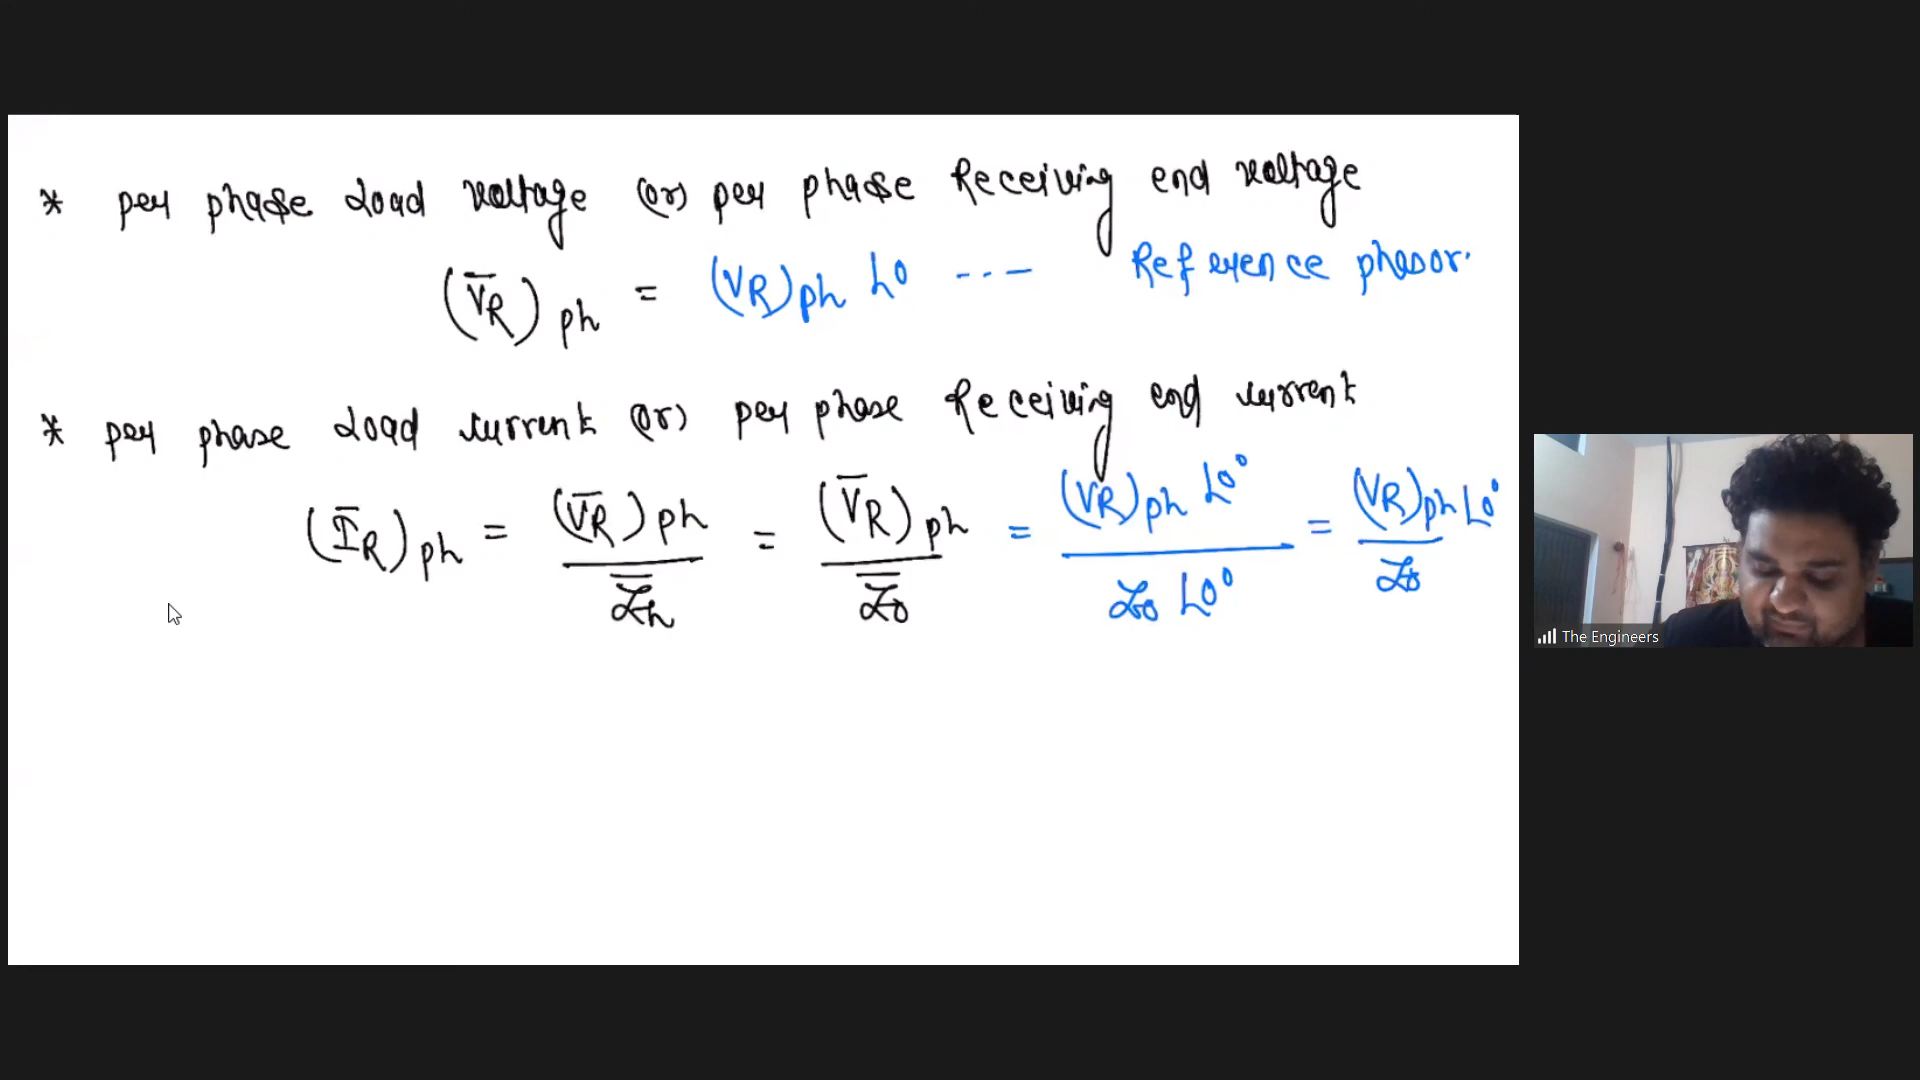 * per phase Load voltage (or) per phase Receiving end voltage
(V̅R)ph = (VR)ph ∠0 --- Reference phasor.
* per phase Load current (or) per phase Receiving end current
(I̅R)ph = (V̅R)ph / Z̅L = (V̅R)ph / Z̅0 = (VR)ph ∠0° / Z0 ∠0° = (VR)ph ∠0° / Z0
The Engineers